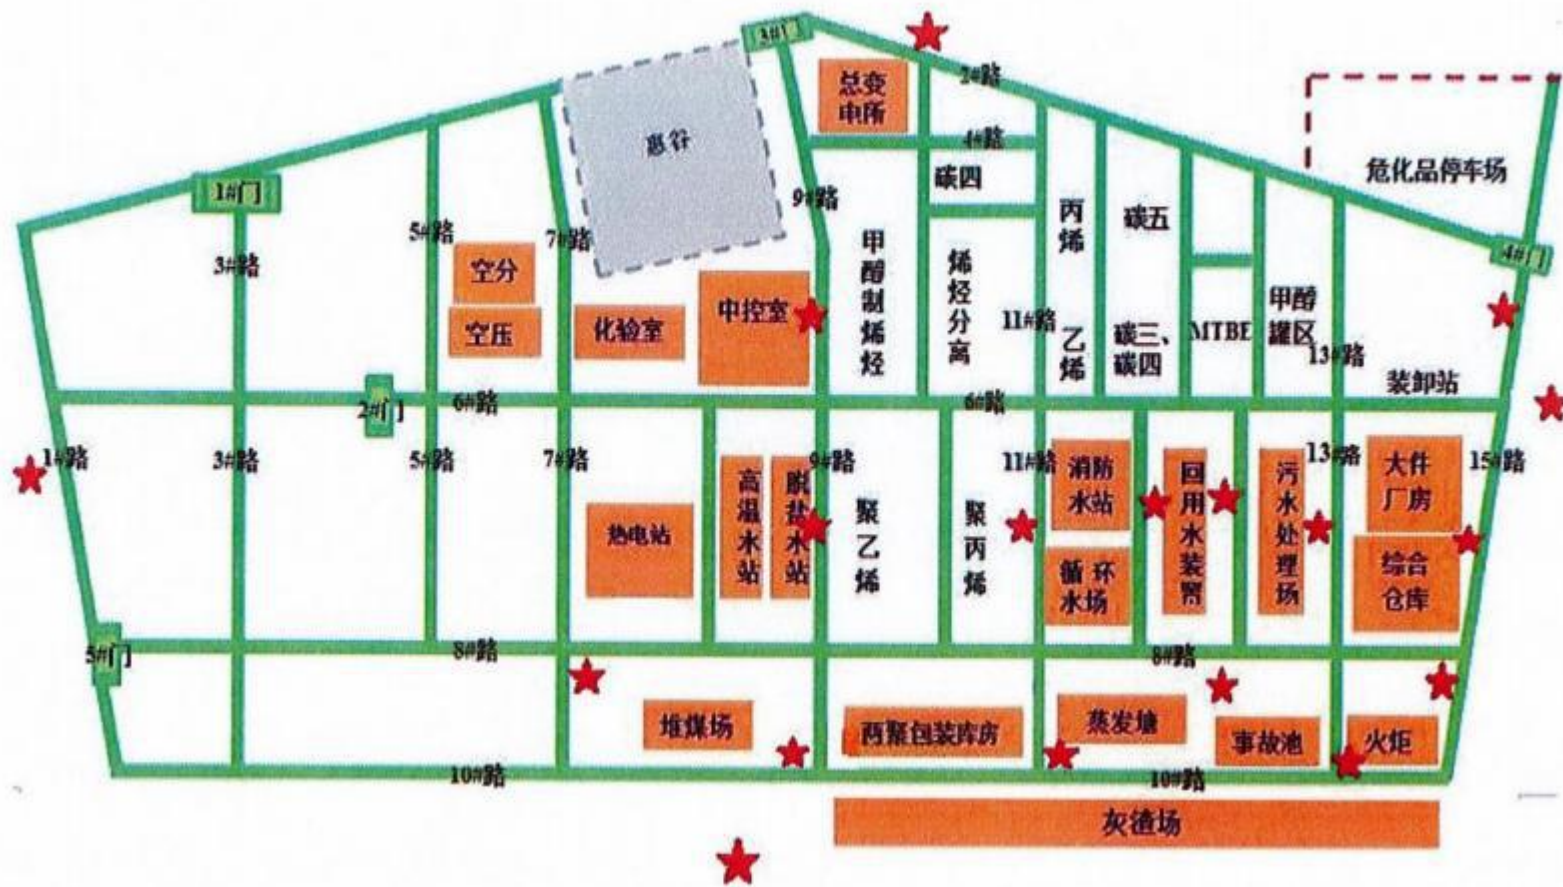 3#门
总变
电所
2#路
4#路
惠谷
危化品停车场
1#门
碳四
9#路
丙
烯
碳五
5#路
7#路
3#路
4#门
空分
甲
醇
制
烯
烃
烯
烃
分
离
中控室
甲醇
罐区
空压
化验室
11#路
乙
烯
碳三、
碳四
MTBE
13#路
装卸站
2#门
6#路
6#路
1#路
3#路
5#路
7#路
9#路
11#路
13#路
15#路
高
温
水
站
脱
盐
水
站
消防
水站
回
用
水
装
置
污
水
处
理
场
大件
厂房
热电站
聚
乙
烯
聚
丙
烯
循环
水场
综合
仓库
5#门
8#路
8#路
堆煤场
两聚包装库房
蒸发塘
事故池
火炬
10#路
10#路
灰渣场